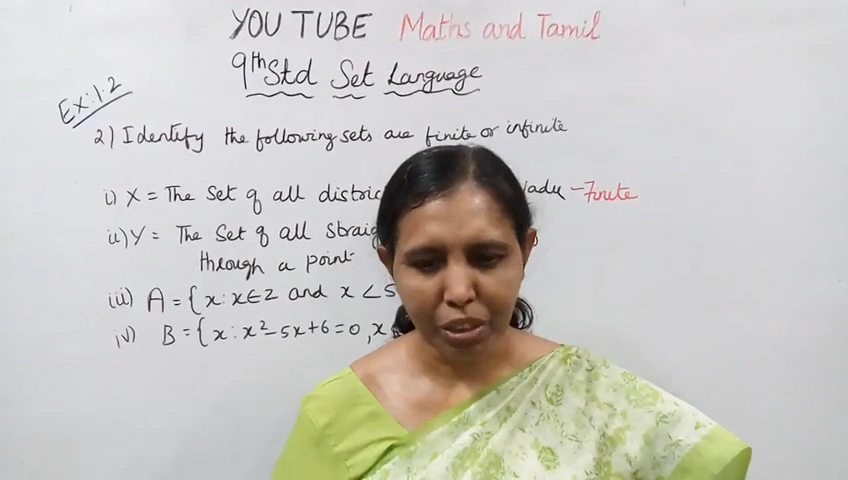 YOU TUBE Maths and Tamil
9th Std Set Language
Ex:1.2
2) Identify the following sets are finite or infinite
i) X = The Set of all district nadu - Finite
ii) Y = The Set of all Straig
through a point
iii) A = { x : x ∈ Z and x < 5
iv) B = { x : x² - 5x + 6 = 0 , x